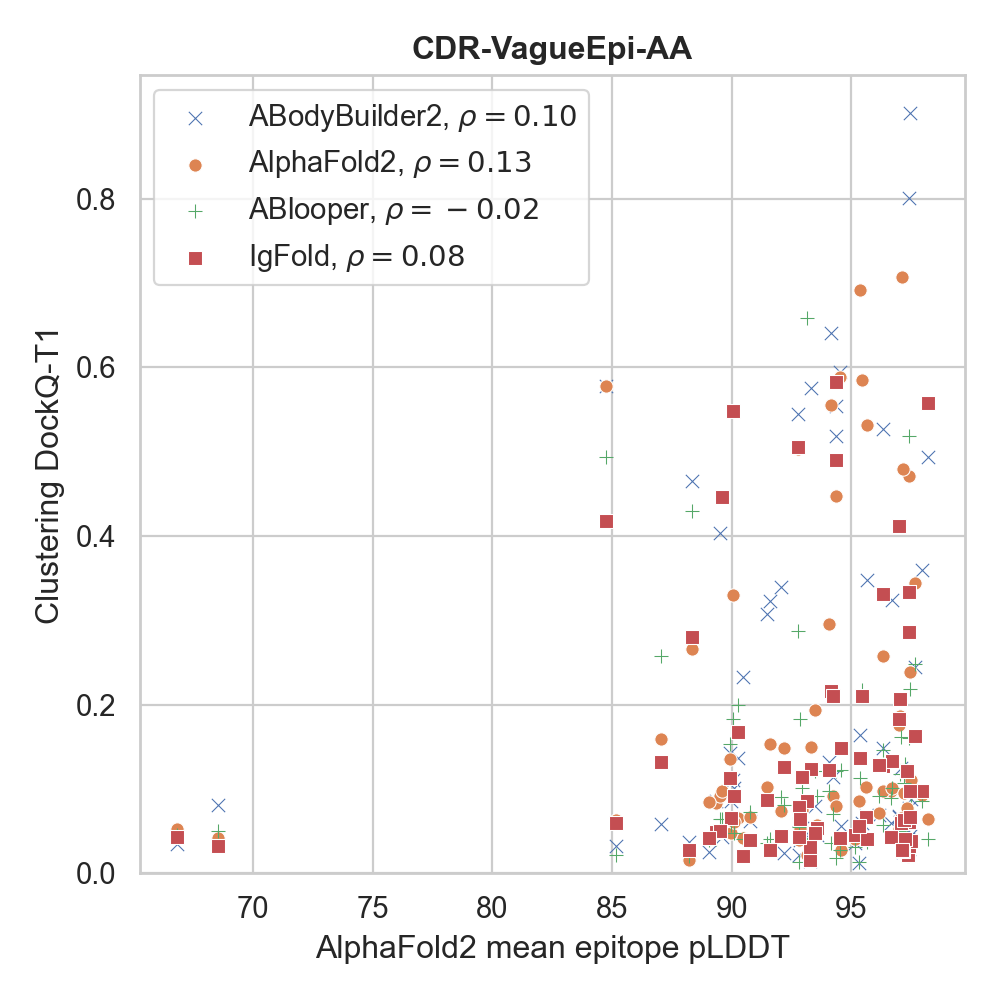 CDR-VagueEpi-AA
ABodyBuilder2, ρ = 0.10
AlphaFold2, ρ = 0.13
ABlooper, ρ = − 0.02
IgFold, ρ = 0.08
Clustering DockQ-T1
0.8
0.6
0.4
0.2
0.0
70 75 80 85 90 95
AlphaFold2 mean epitope pLDDT